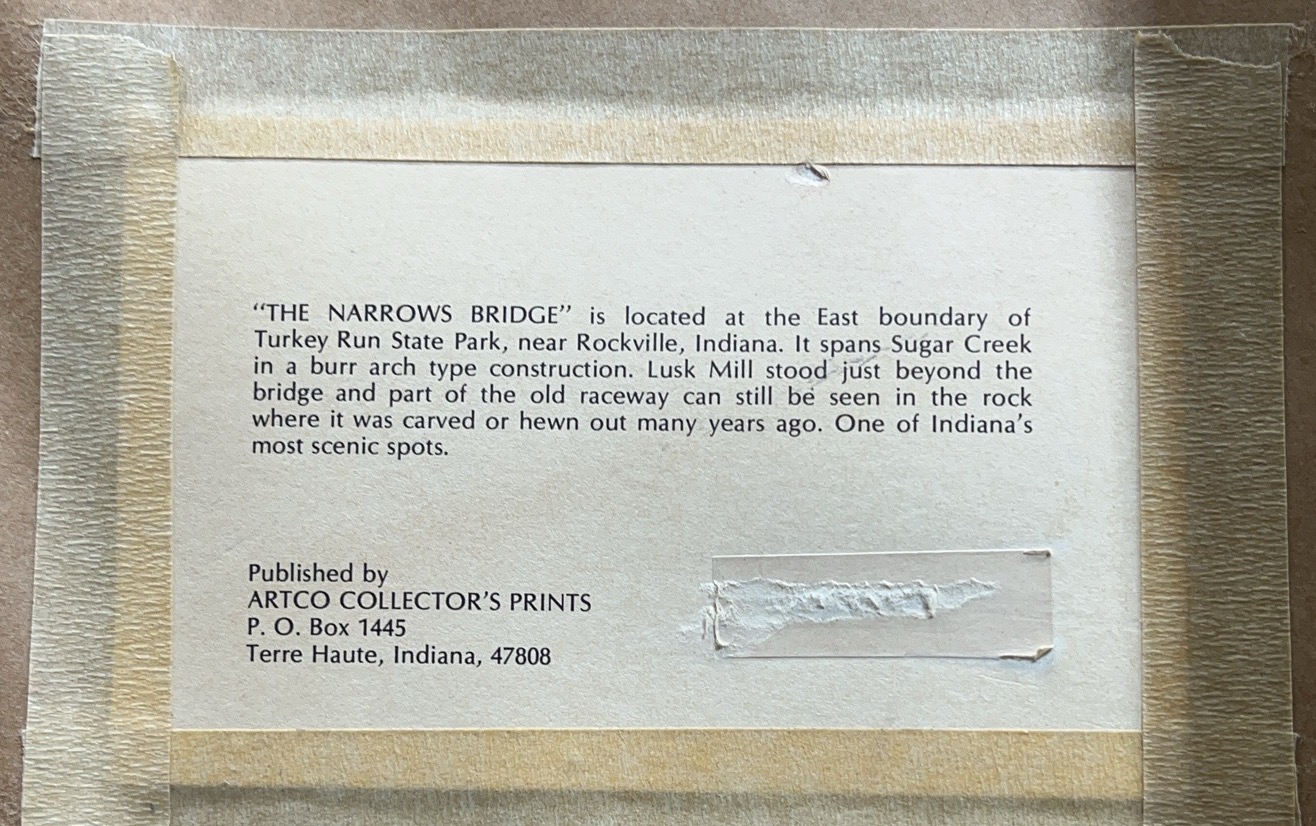 “THE NARROWS BRIDGE” is located at the East boundary of
Turkey Run State Park, near Rockville, Indiana. It spans Sugar Creek
in a burr arch type construction. Lusk Mill stood just beyond the
bridge and part of the old raceway can still be seen in the rock
where it was carved or hewn out many years ago. One of Indiana’s
most scenic spots.
Published by
ARTCO COLLECTOR’S PRINTS
P. O. Box 1445
Terre Haute, Indiana, 47808